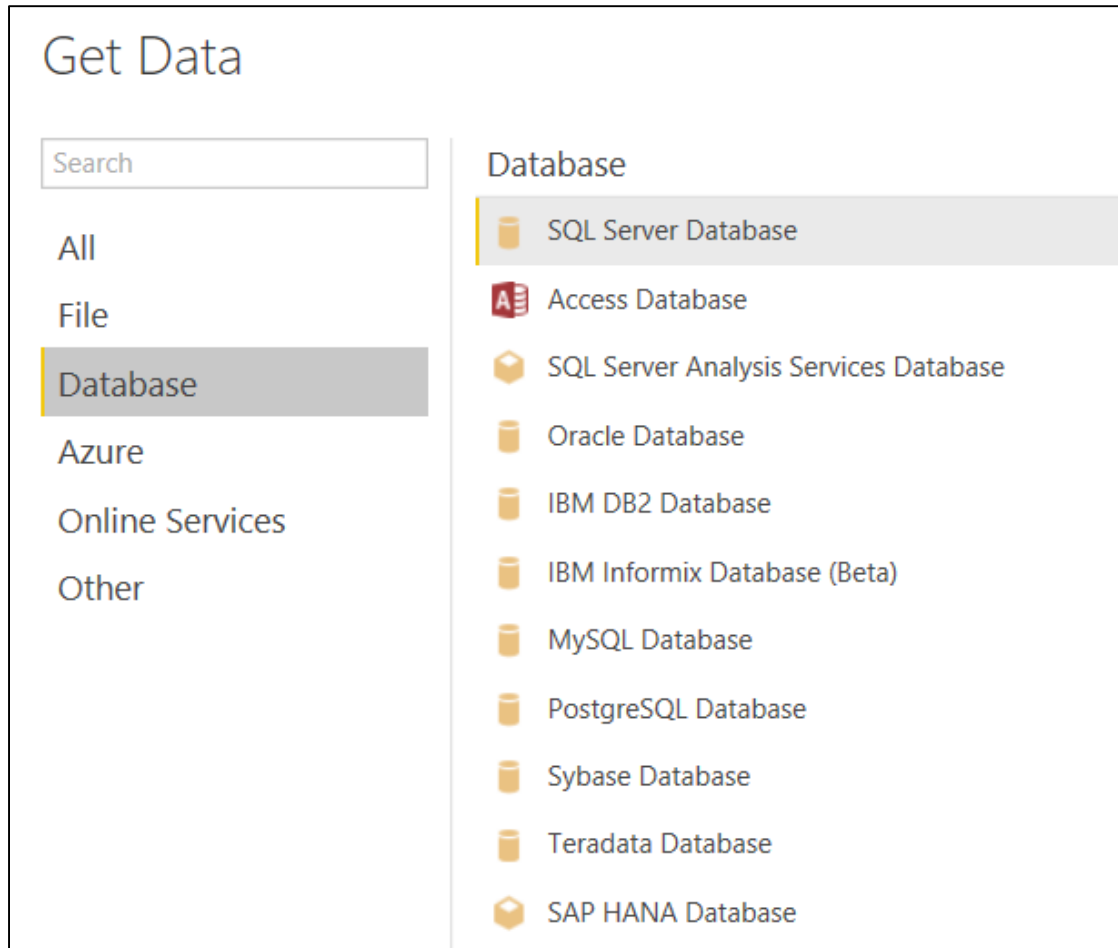 Get Data
Search
All
File
Database
Azure
Online Services
Other
Database
SQL Server Database
Access Database
SQL Server Analysis Services Database
Oracle Database
IBM DB2 Database
IBM Informix Database (Beta)
MySQL Database
PostgreSQL Database
Sybase Database
Teradata Database
SAP HANA Database